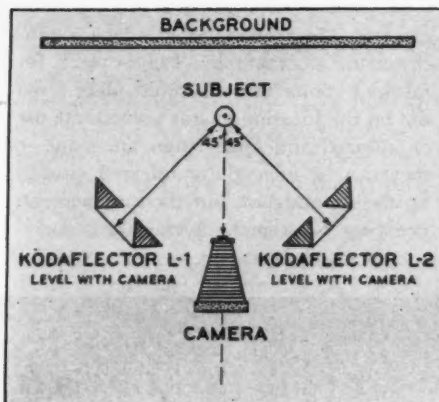 BACKGROUND
SUBJECT
45° 45°
KODAFLECTOR L-1
LEVEL WITH CAMERA
KODAFLECTOR L-2
LEVEL WITH CAMERA
CAMERA